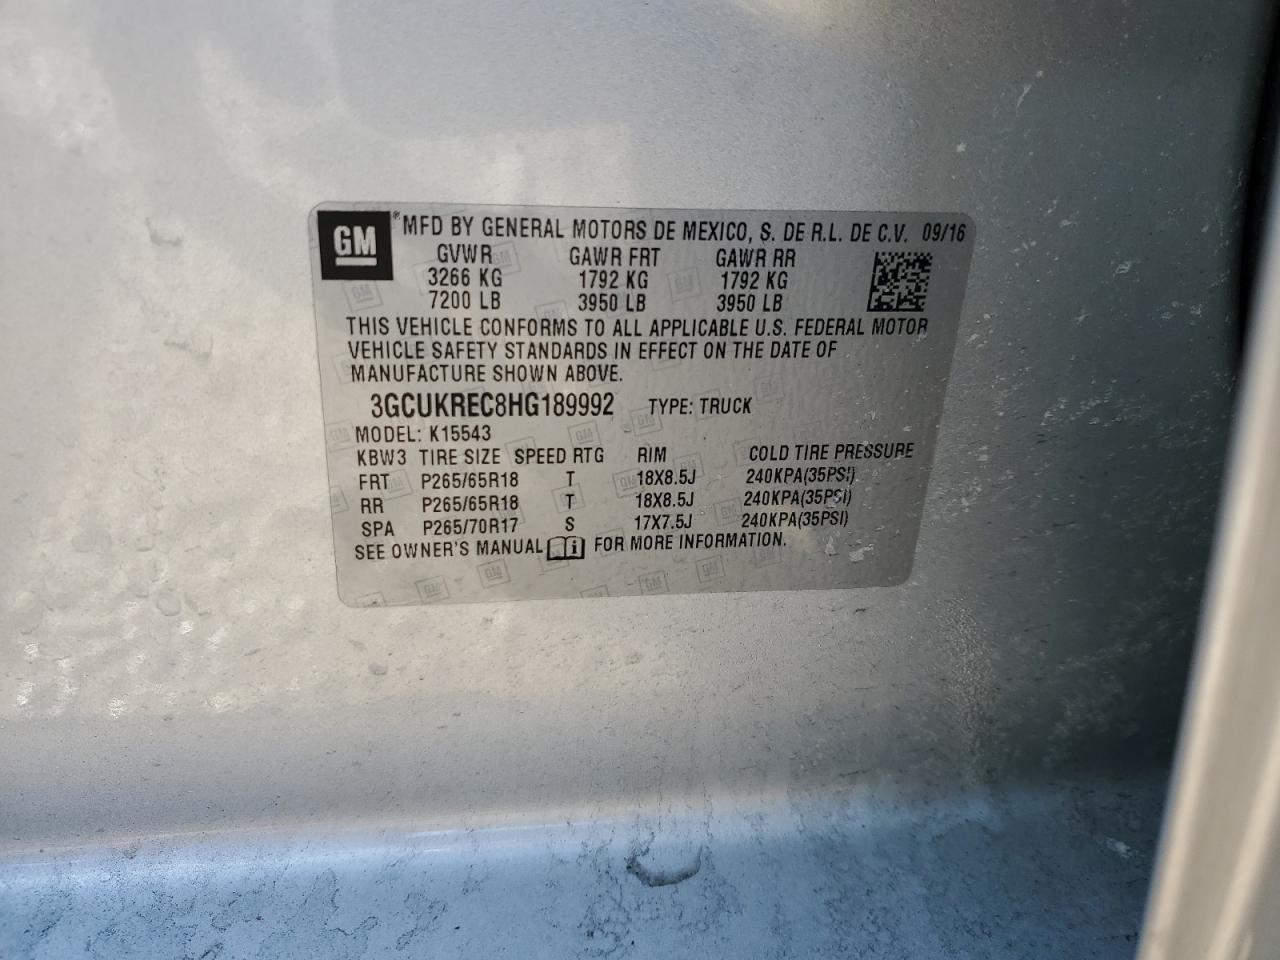 GM ® MFD BY GENERAL MOTORS DE MEXICO, S. DE R.L. DE C.V. 09/16
GVWR GAWR FRT GAWR RR
3266 KG 1792 KG 1792 KG
7200 LB 3950 LB 3950 LB
THIS VEHICLE CONFORMS TO ALL APPLICABLE U.S. FEDERAL MOTOR
VEHICLE SAFETY STANDARDS IN EFFECT ON THE DATE OF
MANUFACTURE SHOWN ABOVE.
3GCUKREC8HG189992 TYPE: TRUCK
MODEL: K15543
KBW3 TIRE SIZE SPEED RTG RIM COLD TIRE PRESSURE
FRT P265/65R18 T 18X8.5J 240KPA(35PSI)
RR P265/65R18 T 18X8.5J 240KPA(35PSI)
SPA P265/70R17 S 17X7.5J 240KPA(35PSI)
SEE OWNER'S MANUAL i FOR MORE INFORMATION.